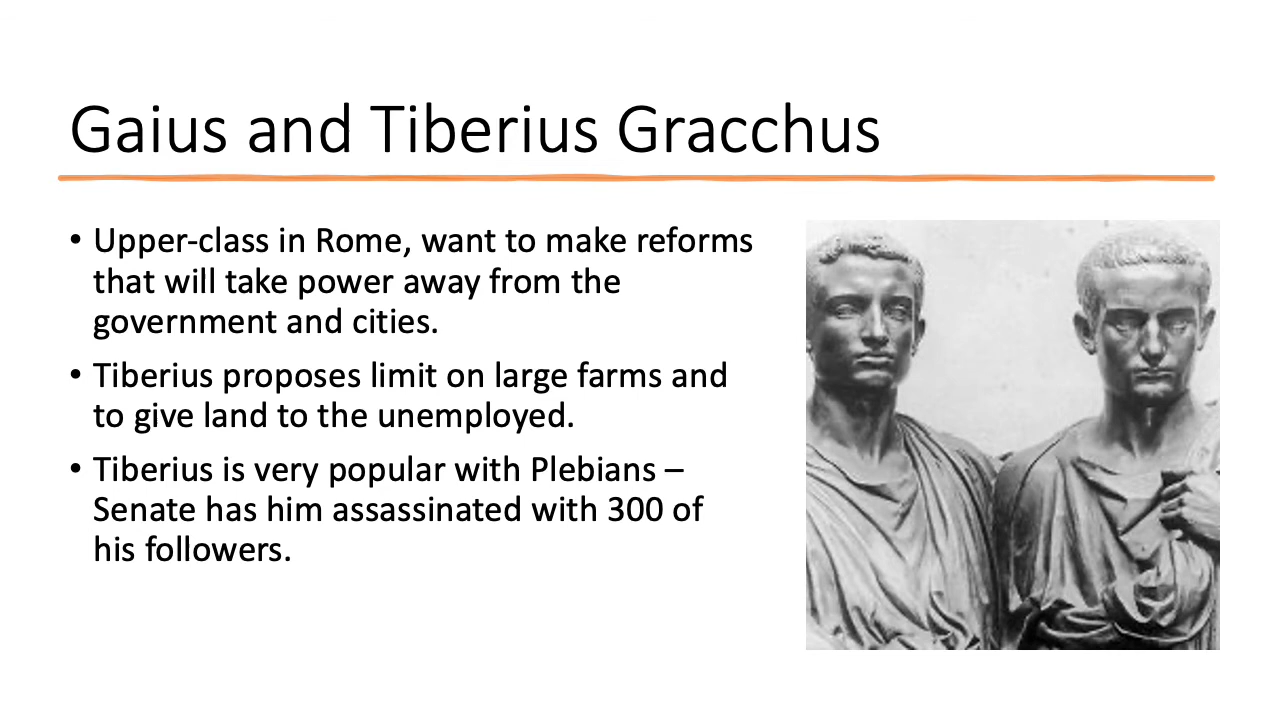 Gaius and Tiberius Gracchus
• Upper-class in Rome, want to make reforms
that will take power away from the
government and cities.
• Tiberius proposes limit on large farms and
to give land to the unemployed.
• Tiberius is very popular with Plebians –
Senate has him assassinated with 300 of
his followers.